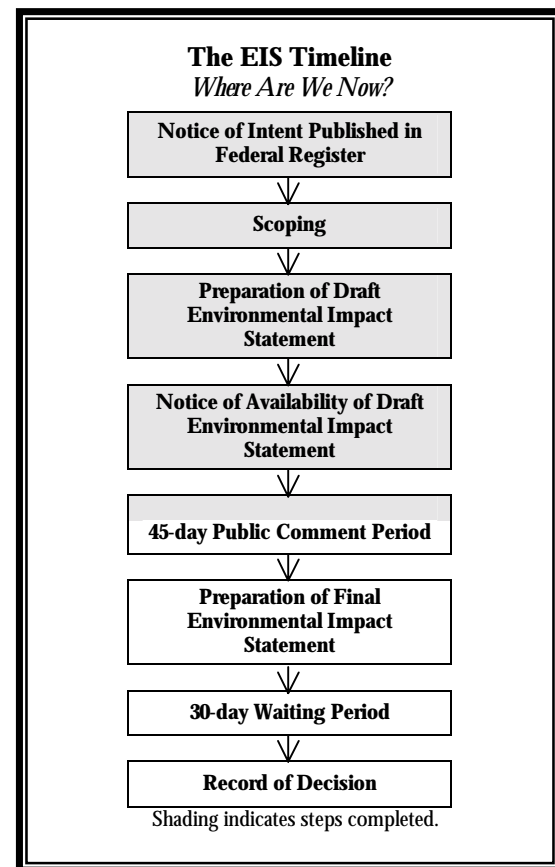 The EIS Timeline
Where Are We Now?
Notice of Intent Published in
Federal Register
Scoping
Preparation of Draft
Environmental Impact
Statement
Notice of Availability of Draft
Environmental Impact
Statement
45-day Public Comment Period
Preparation of Final
Environmental Impact
Statement
30-day Waiting Period
Record of Decision
Shading indicates steps completed.